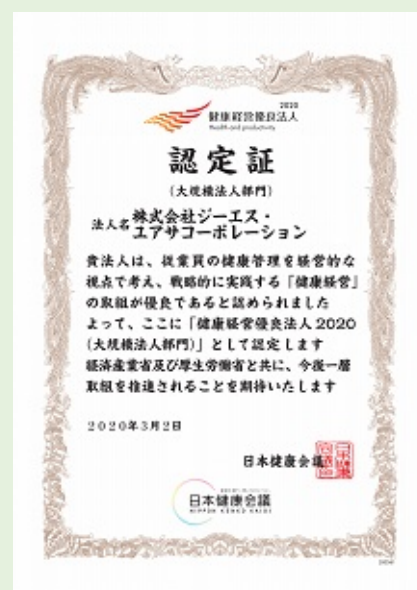 2020
健康経営優良法人
Health and productivity
認定証
(大規模法人部門)
法人名 株式会社ジーエス・
ユアサコーポレーション
貴法人は、従業員の健康管理を経営的な
視点で考え、戦略的に実践する「健康経営」
の取組が優良であると認められました
よって、ここに「健康経営優良法人2020
(大規模法人部門)」として認定します
経済産業省及び厚生労働省と共に、今後一層
取組を推進されることを期待いたします
2020年3月2日
日本健康会議
日本健康会議
NIPPON KENKO KAIGI